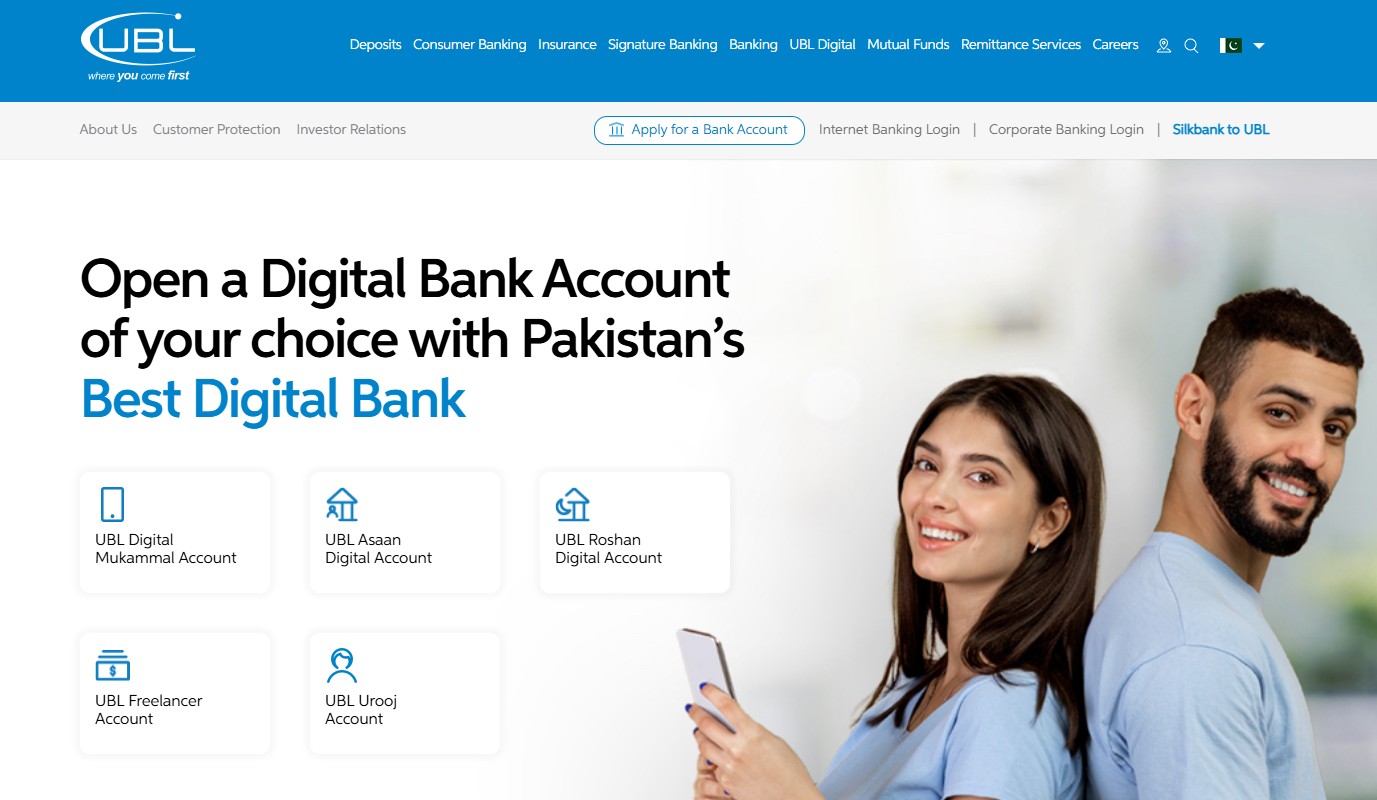 UBL
where you come first
Deposits Consumer Banking Insurance Signature Banking Banking UBL Digital Mutual Funds Remittance Services Careers
About Us Customer Protection Investor Relations Apply for a Bank Account Internet Banking Login | Corporate Banking Login | Silkbank to UBL
Open a Digital Bank Account
of your choice with Pakistan’s
Best Digital Bank
UBL Digital
Mukammal Account
UBL Asaan
Digital Account
UBL Roshan
Digital Account
$
UBL Freelancer
Account
UBL Urooj
Account